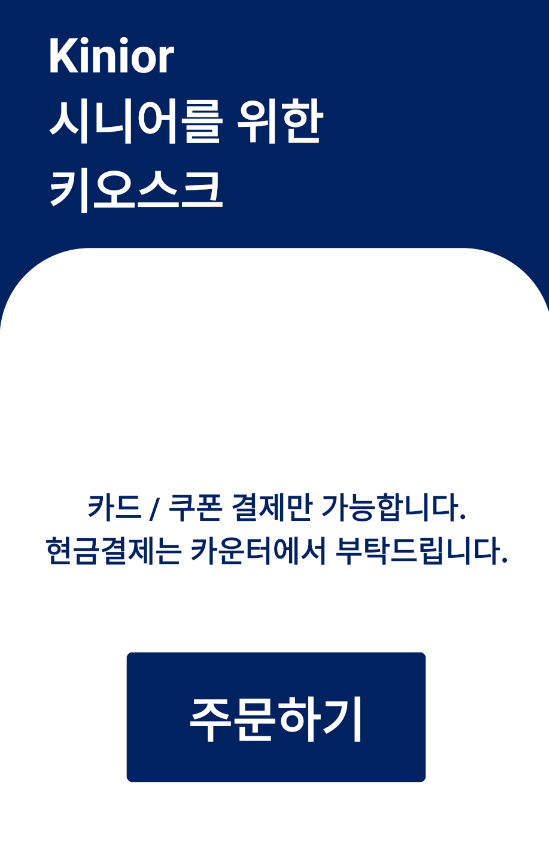 Kinior
시니어를 위한
키오스크
카드 / 쿠폰 결제만 가능합니다.
현금결제는 카운터에서 부탁드립니다.
주문하기